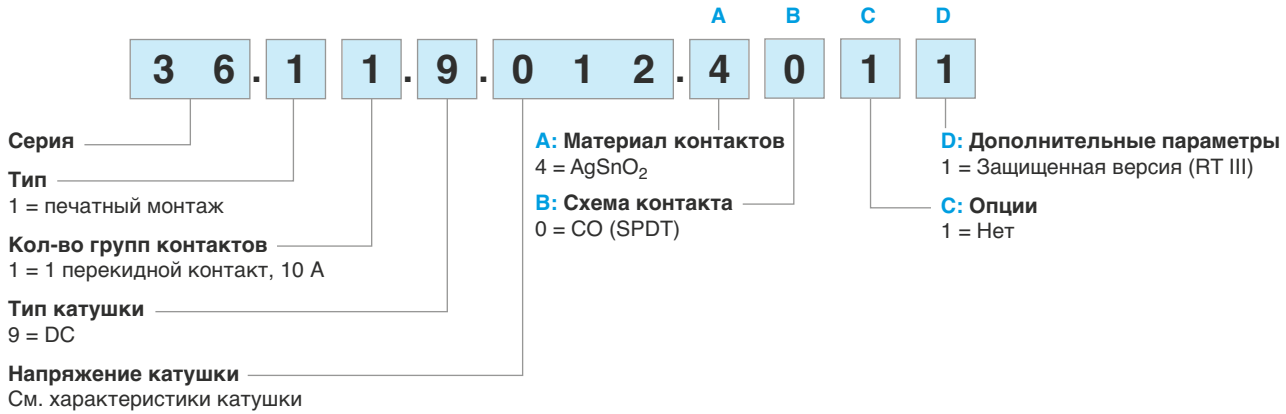 A B C D
3 6 . 1 1 . 9 . 0 1 2 . 4 0 1 1
Серия
Тип
1 = печатный монтаж
Кол-во групп контактов
1 = 1 перекидной контакт, 10 А
Тип катушки
9 = DC
Напряжение катушки
См. характеристики катушки
A: Материал контактов
4 = AgSnO₂
B: Схема контакта
0 = CO (SPDT)
D: Дополнительные параметры
1 = Защищенная версия (RT III)
C: Опции
1 = Нет